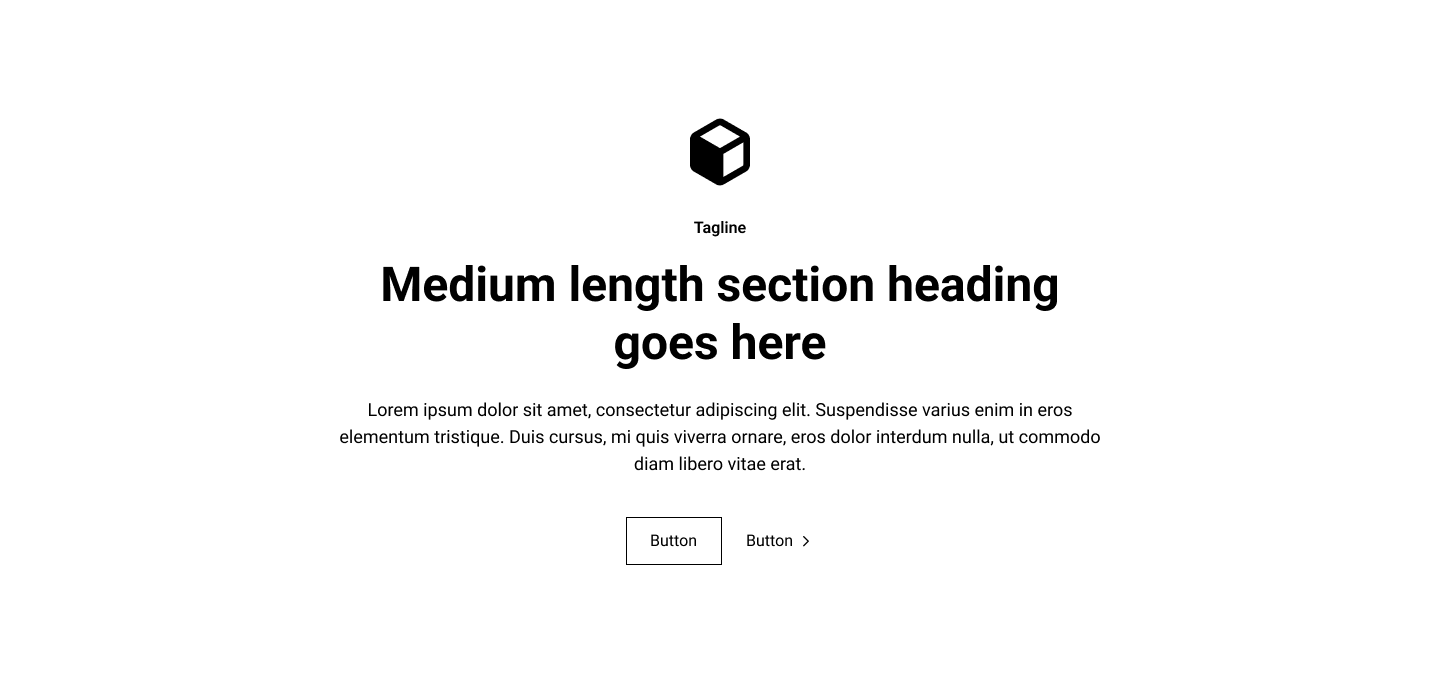 Tagline
Medium length section heading
goes here
Lorem ipsum dolor sit amet, consectetur adipiscing elit. Suspendisse varius enim in eros
elementum tristique. Duis cursus, mi quis viverra ornare, eros dolor interdum nulla, ut commodo
diam libero vitae erat.
Button
Button